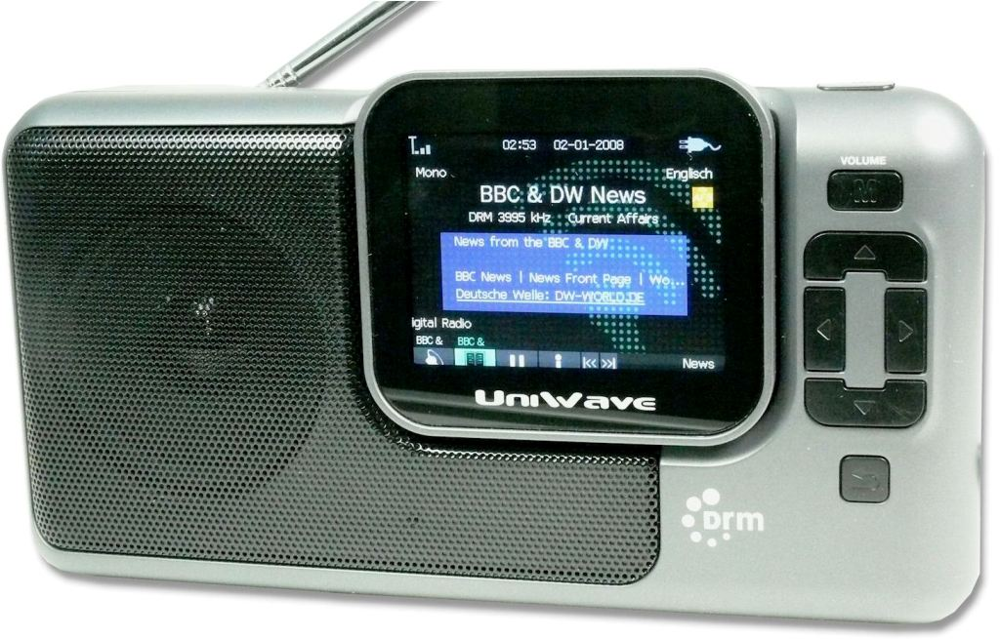 02:53 02-01-2008
Mono Englisch
BBC & DW News
AFS
DRM 3995 kHz Current Affairs
News from the BBC & DW
BBC News | News Front Page | Wo...
Deutsche Welle: DW-WORLD.DE
igital Radio
BBC & BBC &
News
UniWave
VOLUME
Drm